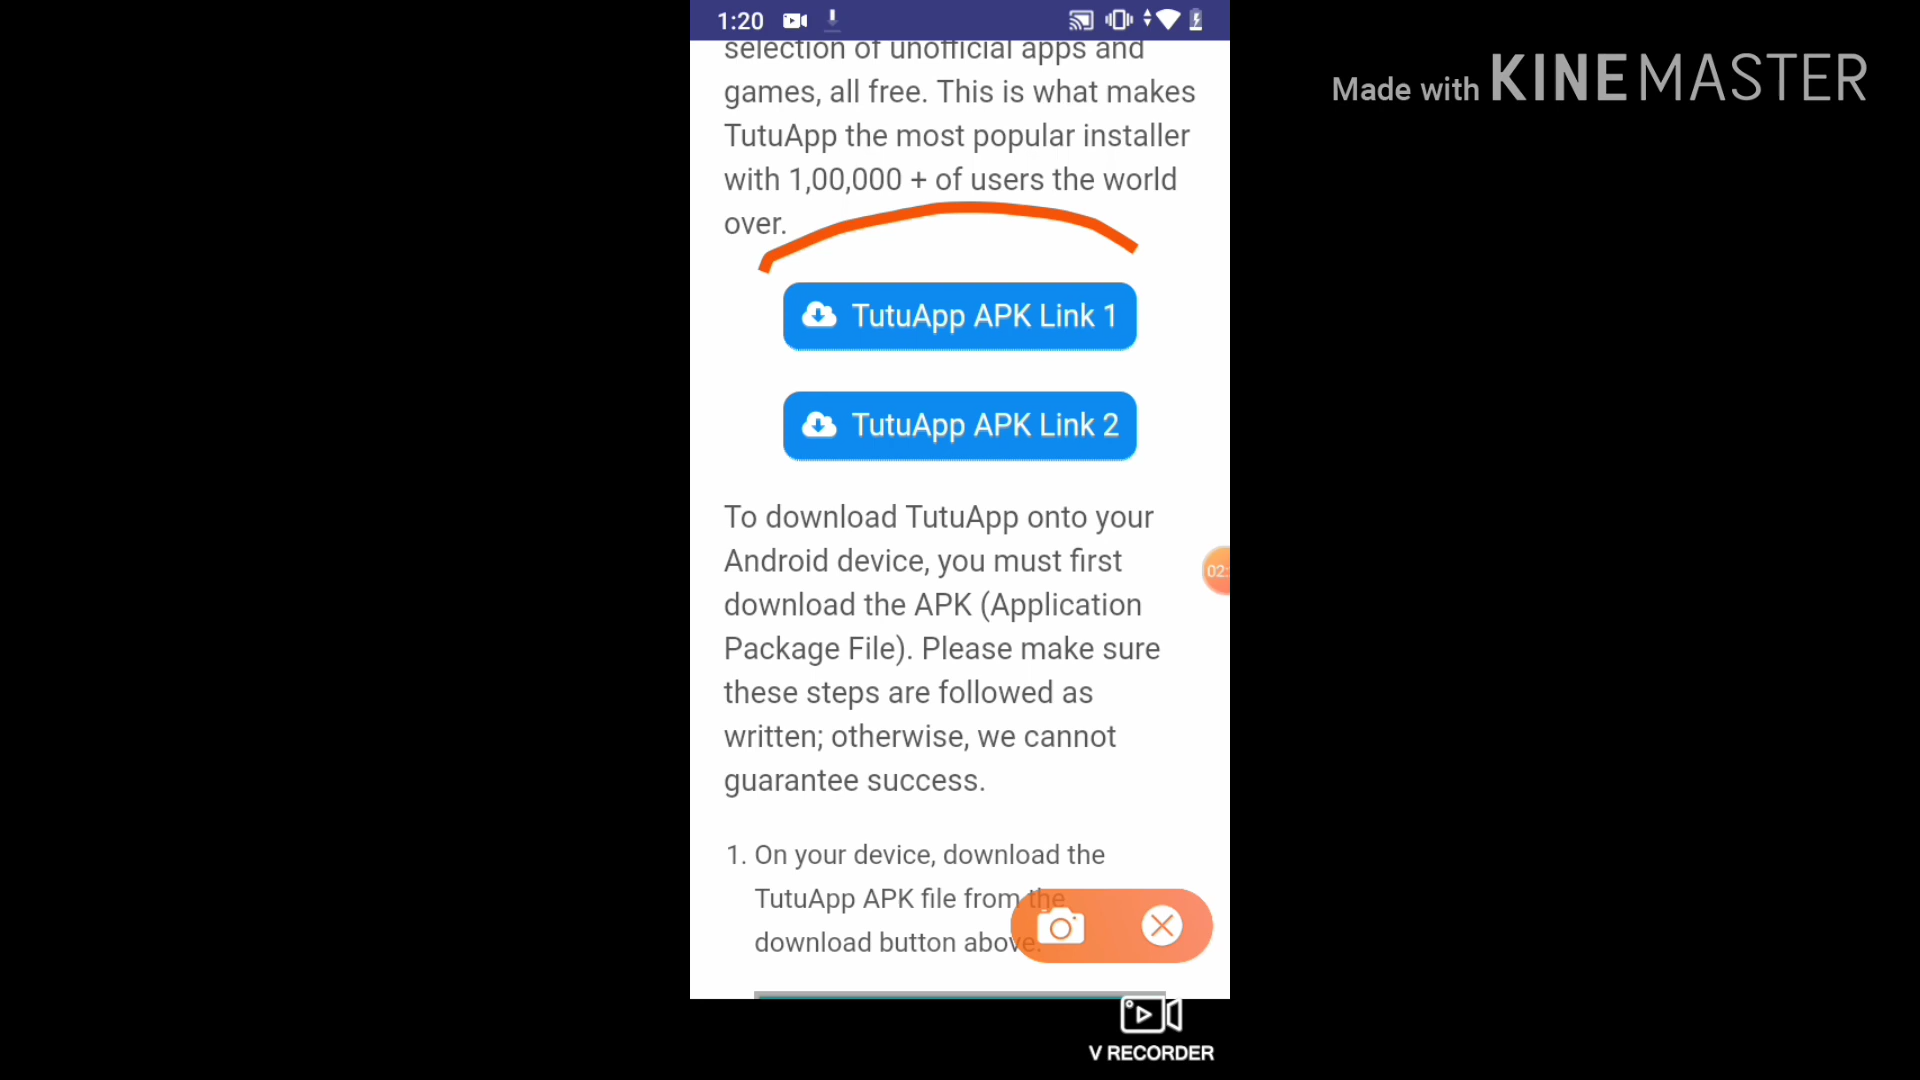 1:20
Made with KINEMASTER
selection of unofficial apps and
games, all free. This is what makes
TutuApp the most popular installer
with 1,00,000 + of users the world
over.
TutuApp APK Link 1
TutuApp APK Link 2
To download TutuApp onto your
Android device, you must first
download the APK (Application
Package File). Please make sure
these steps are followed as
written; otherwise, we cannot
guarantee success.
02:
1. On your device, download the
TutuApp APK file from the
download button above.
V RECORDER